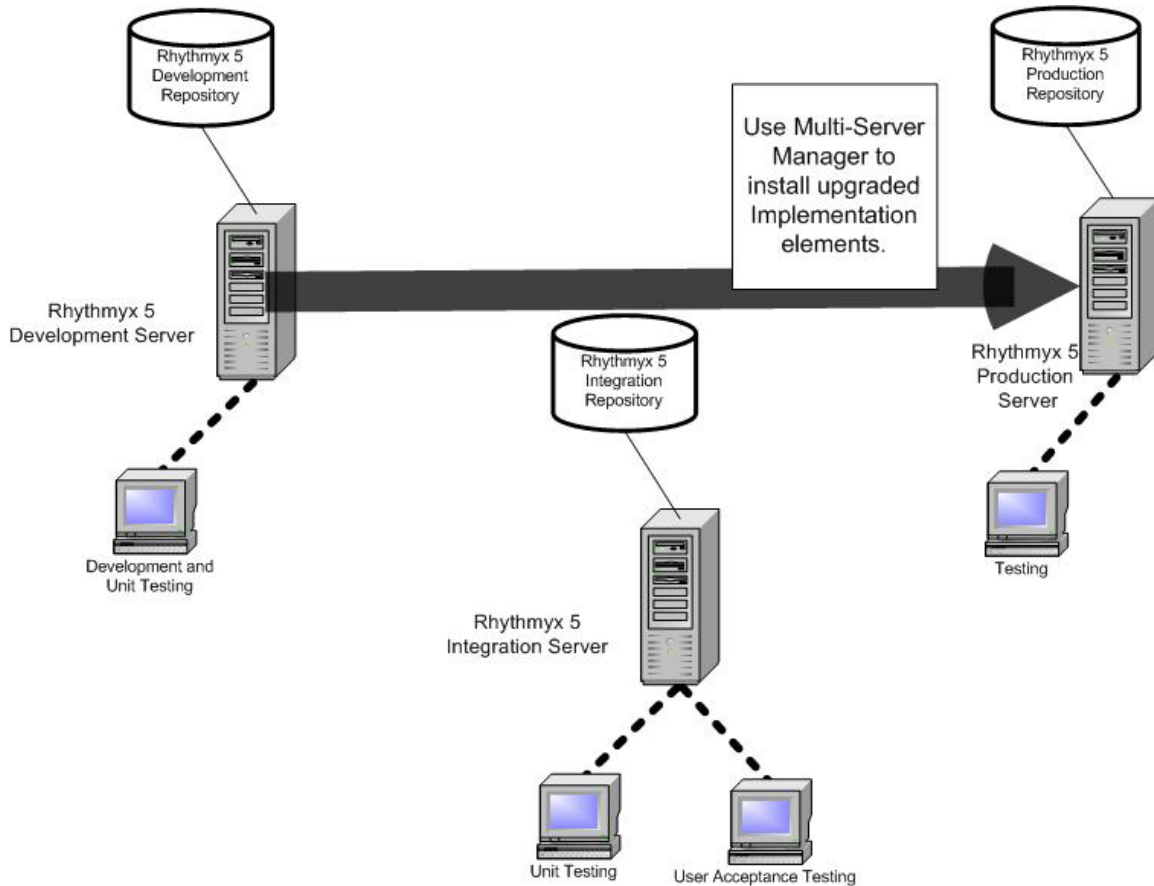 Rhythmyx 5
Development
Repository
Rhythmyx 5
Production
Repository
Use Multi-Server
Manager to
install upgraded
Implementation
elements.
Rhythmyx 5
Development Server
Rhythmyx 5
Integration
Repository
Rhythmyx 5
Production
Server
Development and
Unit Testing
Testing
Rhythmyx 5
Integration Server
Unit Testing
User Acceptance Testing